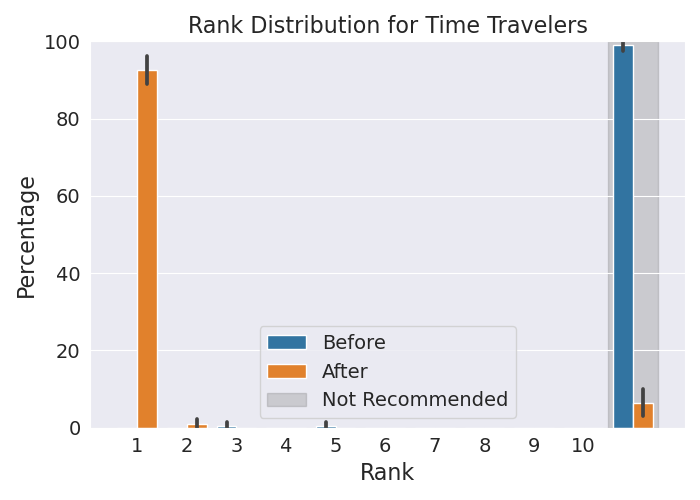 Rank Distribution for Time Travelers
Percentage
100
80
60
40
20
0
Before
After
Not Recommended
1 2 3 4 5 6 7 8 9 10
Rank